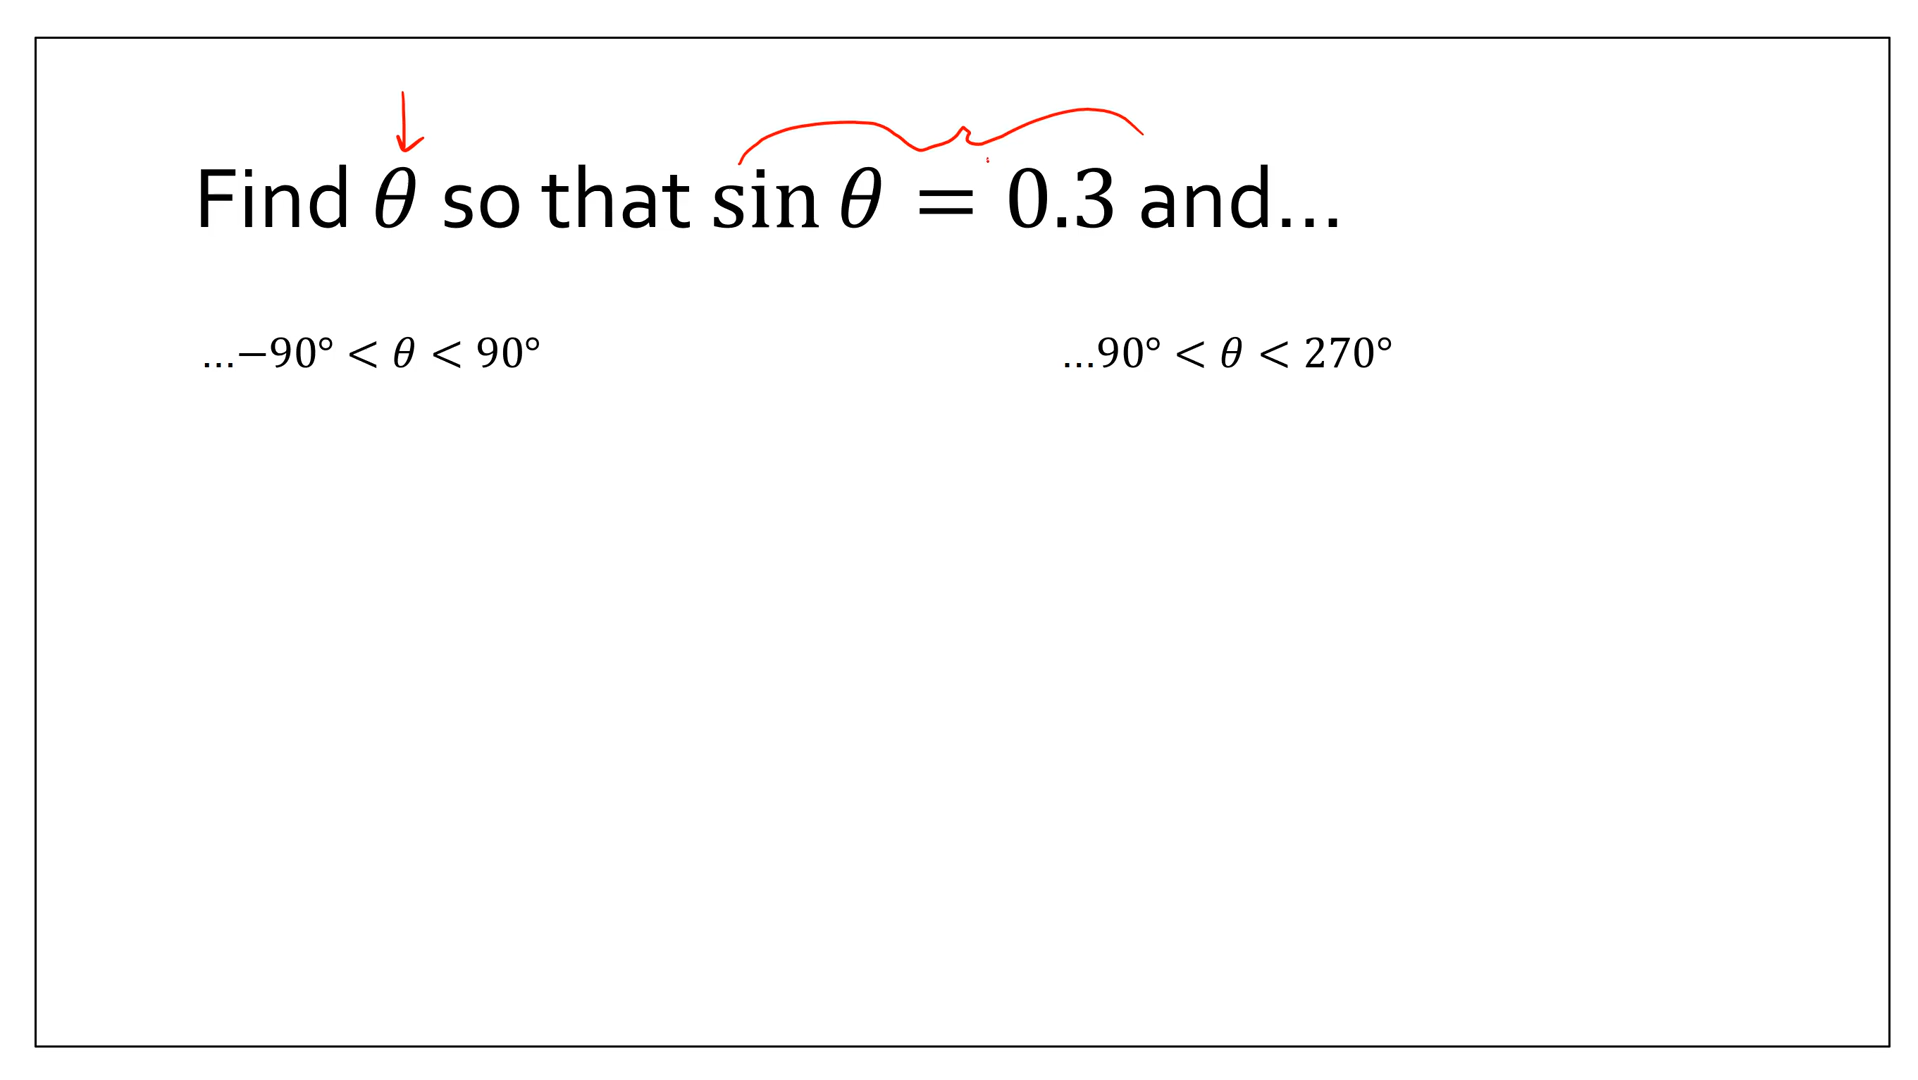 Find θ so that sin θ = 0.3 and...
...−90° < θ < 90°
...90° < θ < 270°